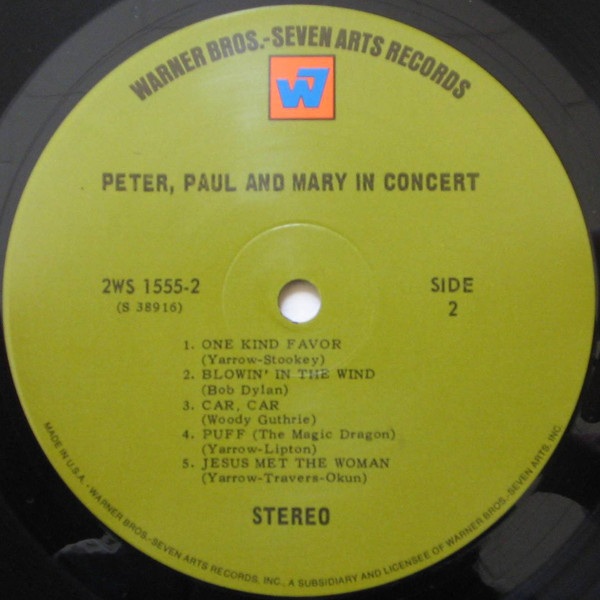 WARNER BROS.-SEVEN ARTS RECORDS
W7
PETER, PAUL AND MARY IN CONCERT
2WS 1555-2
(S 38916)
SIDE
2
1. ONE KIND FAVOR
(Yarrow-Stookey)
2. BLOWIN' IN THE WIND
(Bob Dylan)
3. CAR, CAR
(Woody Guthrie)
4. PUFF (The Magic Dragon)
(Yarrow-Lipton)
5. JESUS MET THE WOMAN
(Yarrow-Travers-Okun)
STEREO
MADE IN U.S.A. - WARNER BROS.-SEVEN ARTS RECORDS, INC., A SUBSIDIARY AND LICENSEE OF WARNER BROS.-SEVEN ARTS, INC.